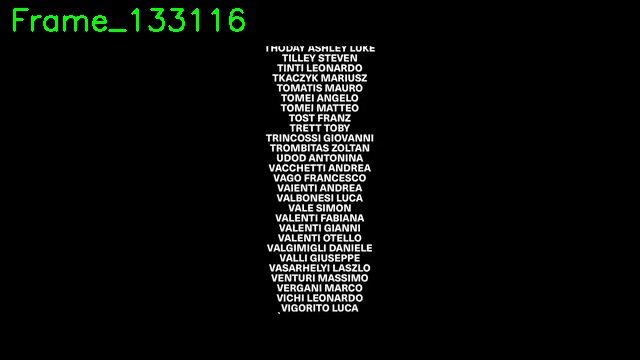 Frame_133116
THODAY ASHLEY LUKE
TILLEY STEVEN
TINTI LEONARDO
TKACZYK MARIUSZ
TOMATIS MAURO
TOMEI ANGELO
TOMEI MATTEO
TOST FRANZ
TRETT TOBY
TRINCOSSI GIOVANNI
TROMBITAS ZOLTAN
UDOD ANTONINA
VACCHETTI ANDREA
VAGO FRANCESCO
VAIENTI ANDREA
VALBONESI LUCA
VALE SIMON
VALENTI FABIANA
VALENTI GIANNI
VALENTI OTELLO
VALGIMIGLI DANIELE
VALLI GIUSEPPE
VASARHELYI LASZLO
VENTURI MASSIMO
VERGANI MARCO
VICHI LEONARDO
VIGORITO LUCA